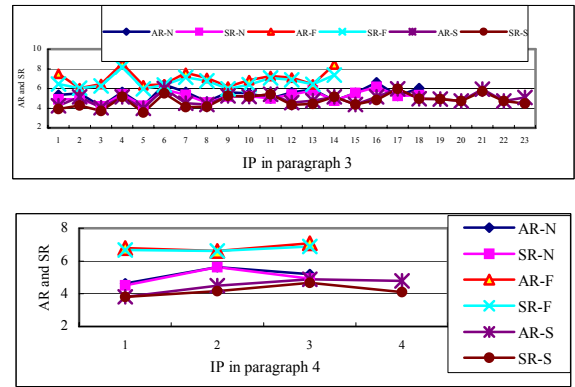 AR-N SR-N AR-F SR-F AR-S SR-S
10
8
6
4
2
AR and SR
1 2 3 4 5 6 7 8 9 10 11 12 13 14 15 16 17 18 19 20 21 22 23
IP in paragraph 3
8
6
4
2
AR and SR
1 2 3 4
IP in paragraph 4
AR-N
SR-N
AR-F
SR-F
AR-S
SR-S